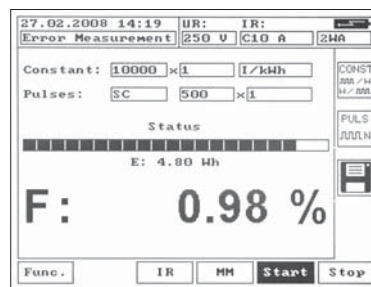 27.02.2008 14:19 UR: IR:
Error Measurement 250 V C10 A 2WA
Constant: 10000 x 1 I/kWh CONST
Pulses: SC 500 x 1
PULS
Status
E: 4.80 Wh
F: 0.98 %
Func. IR MM Start Stop